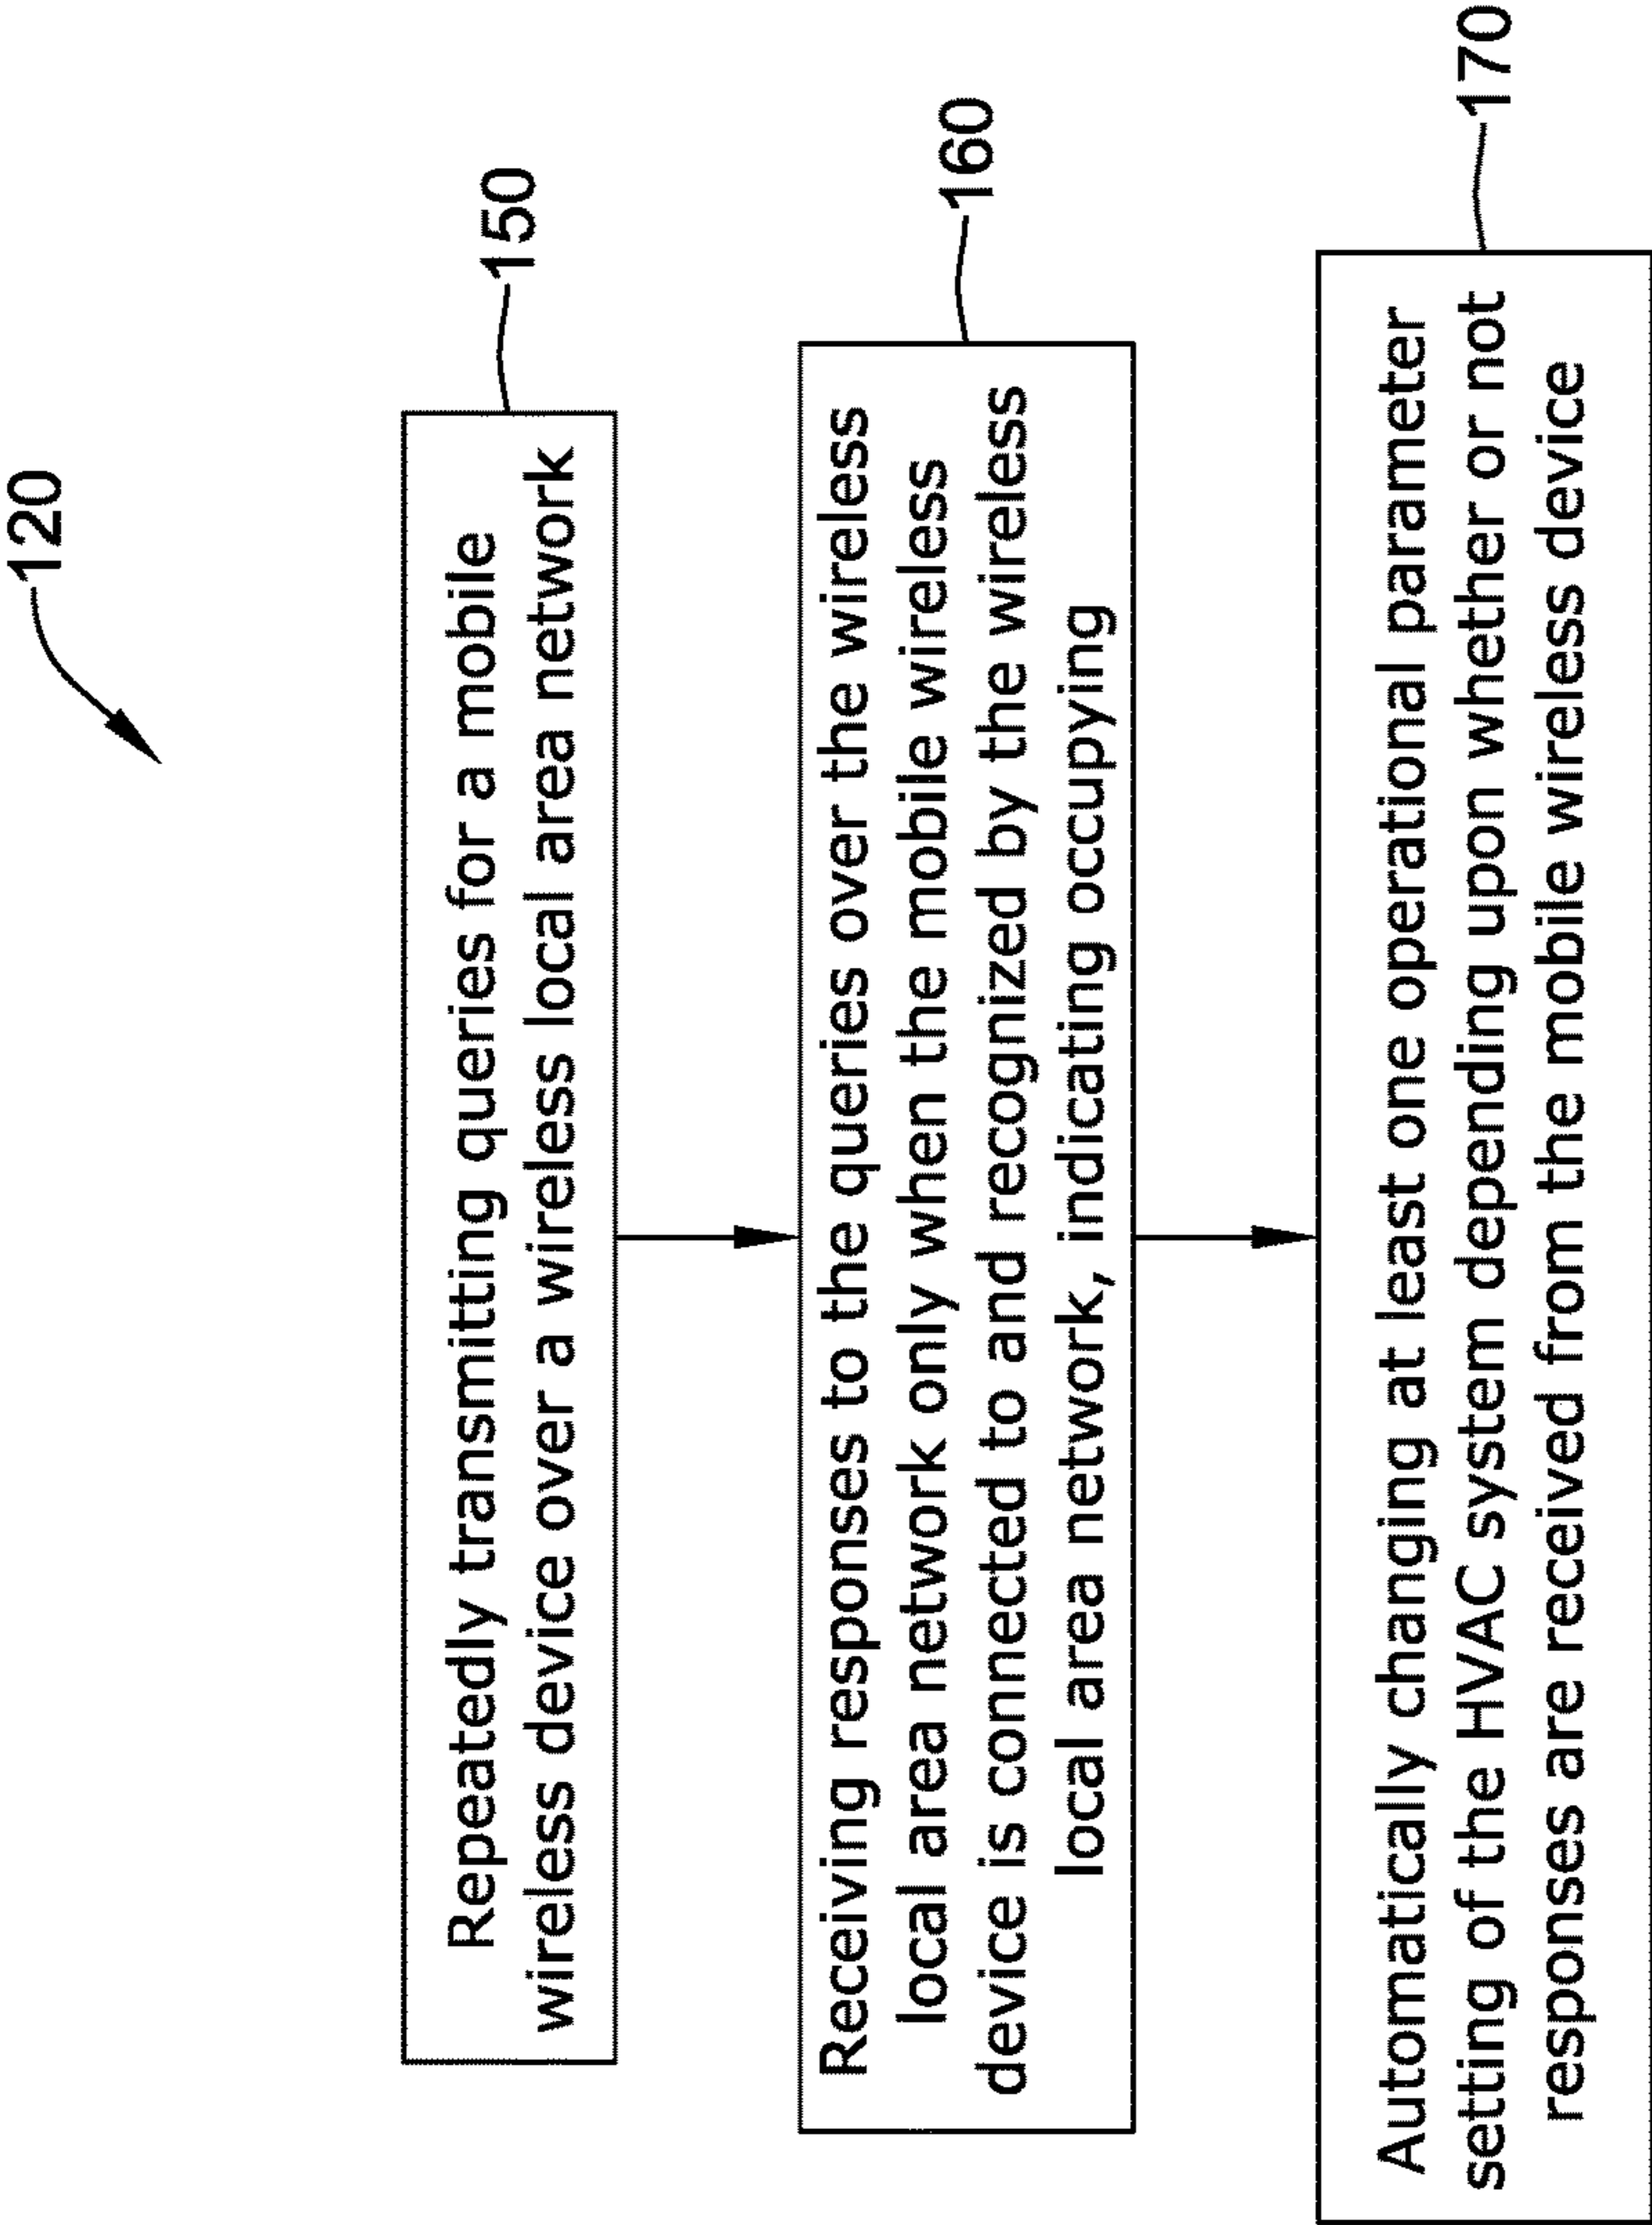 120
150
Repeatedly transmitting queries for a mobile
wireless device over a wireless local area network
160
Receiving responses to the queries over the wireless
local area network only when the mobile wireless
device is connected to and recognized by the wireless
local area network, indicating occupying
170
Automatically changing at least one operational parameter
setting of the HVAC system depending upon whether or not
responses are received from the mobile wireless device